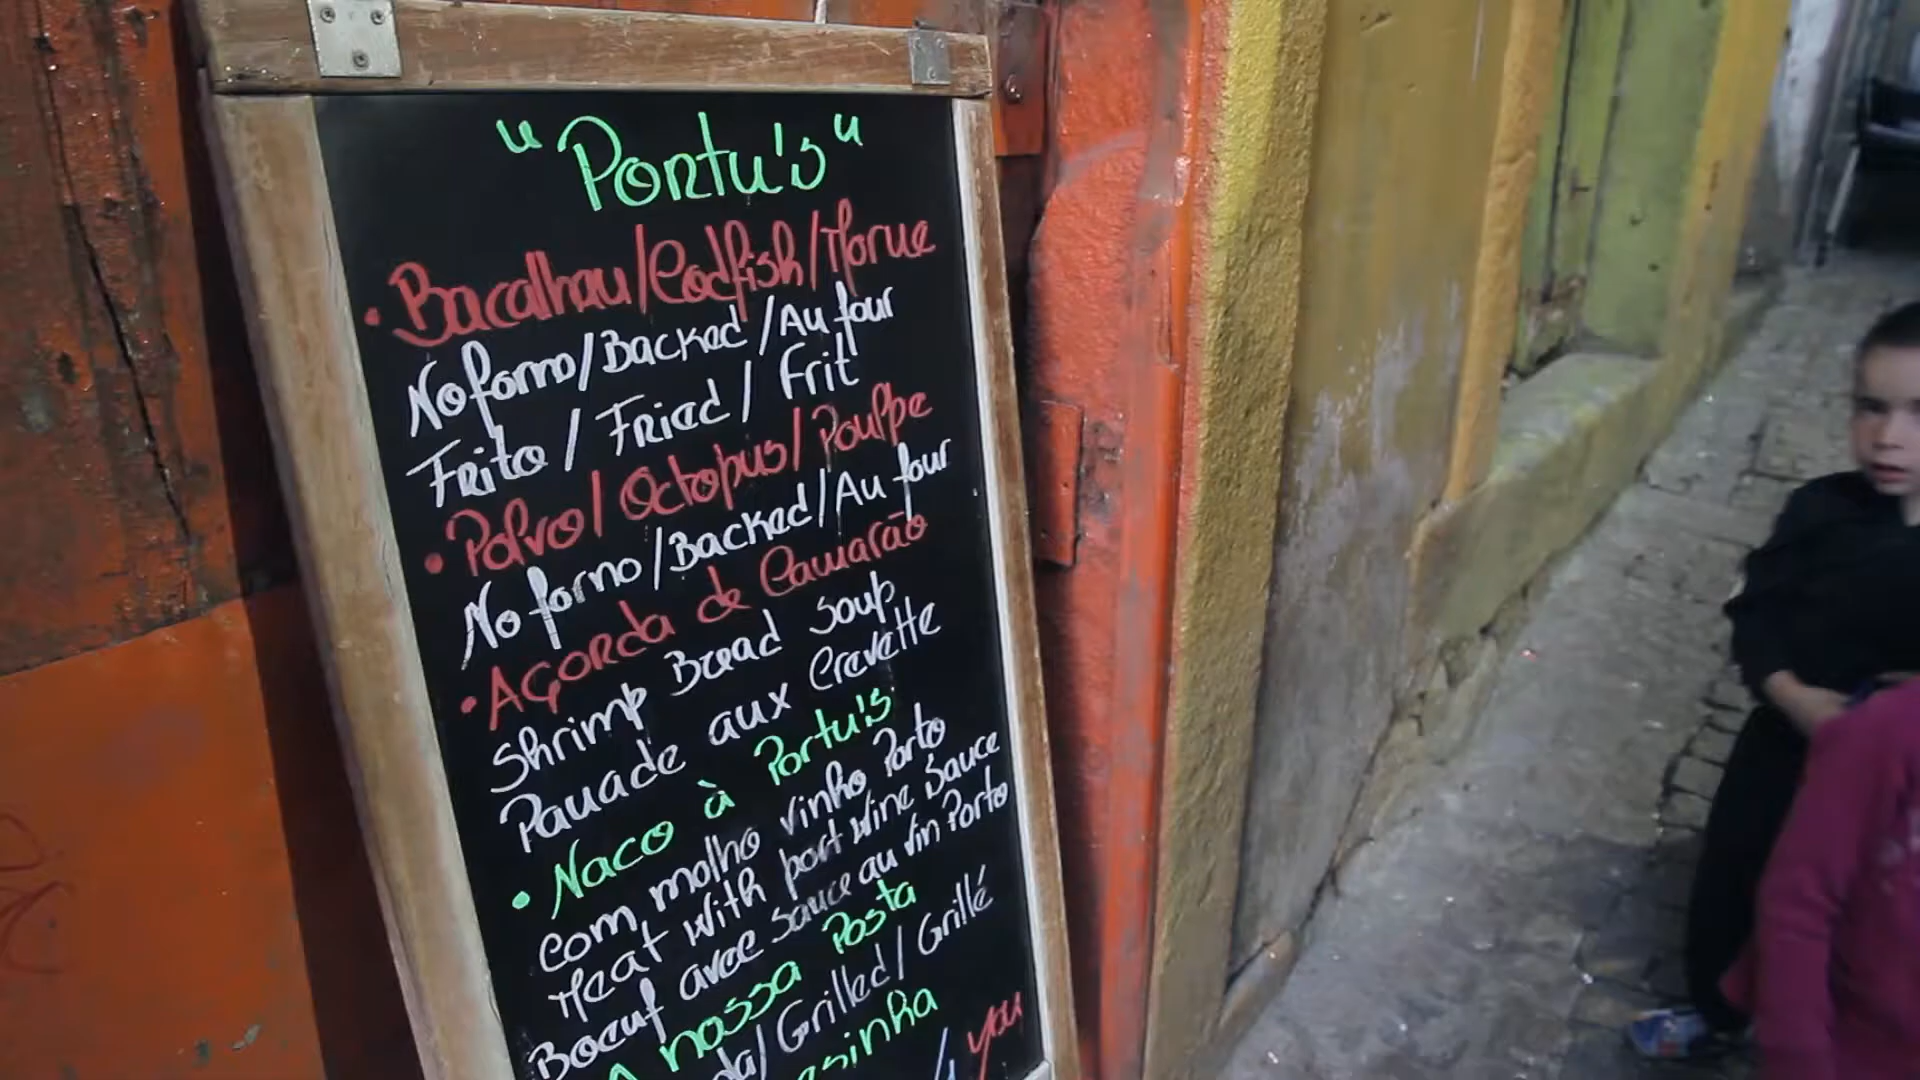 "Portu's"
• Bacalhau/Codfish/Morue
No forno/Backed/Au four
Frito/Fried/Frit
• Polvo/Octopus/Poulpe
No forno/Backed/Au four
• Açorda de Camarão
Shrimp Bread Soup
Panade aux Crevette
• Naco à Portu's
com molho vinho Porto
Meat with port wine Sauce
Boeuf avec sauce au vin Porto
A nossa Posta
/Grilled/Grillé
you